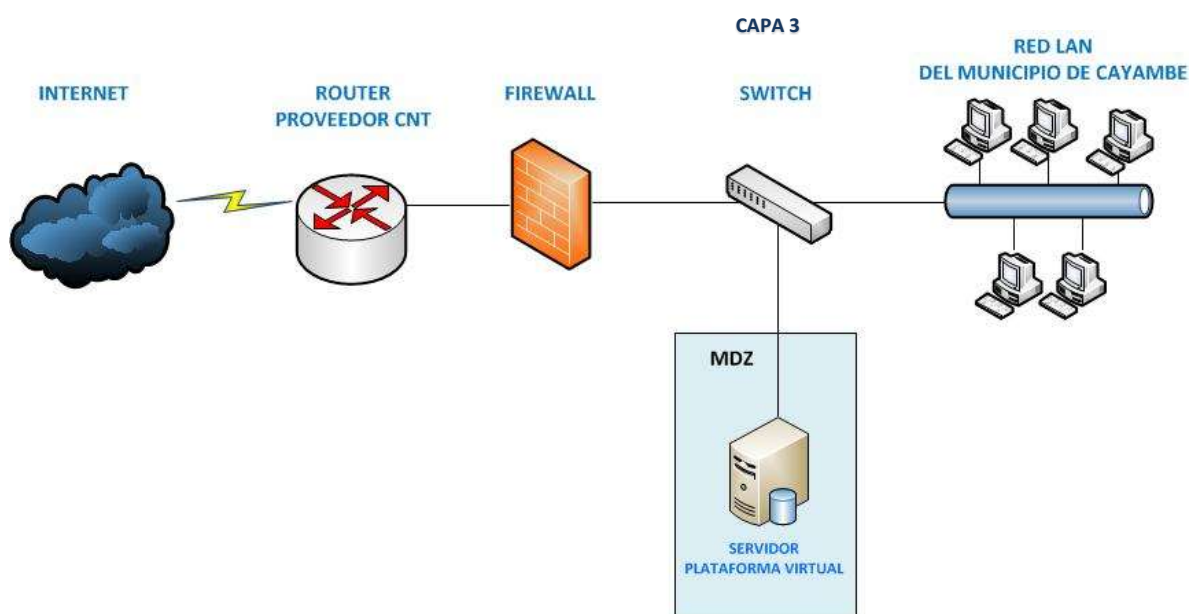 CAPA 3
INTERNET
ROUTER
PROVEEDOR CNT
FIREWALL
SWITCH
RED LAN
DEL MUNICIPIO DE CAYAMBE
MDZ
SERVIDOR
PLATAFORMA VIRTUAL